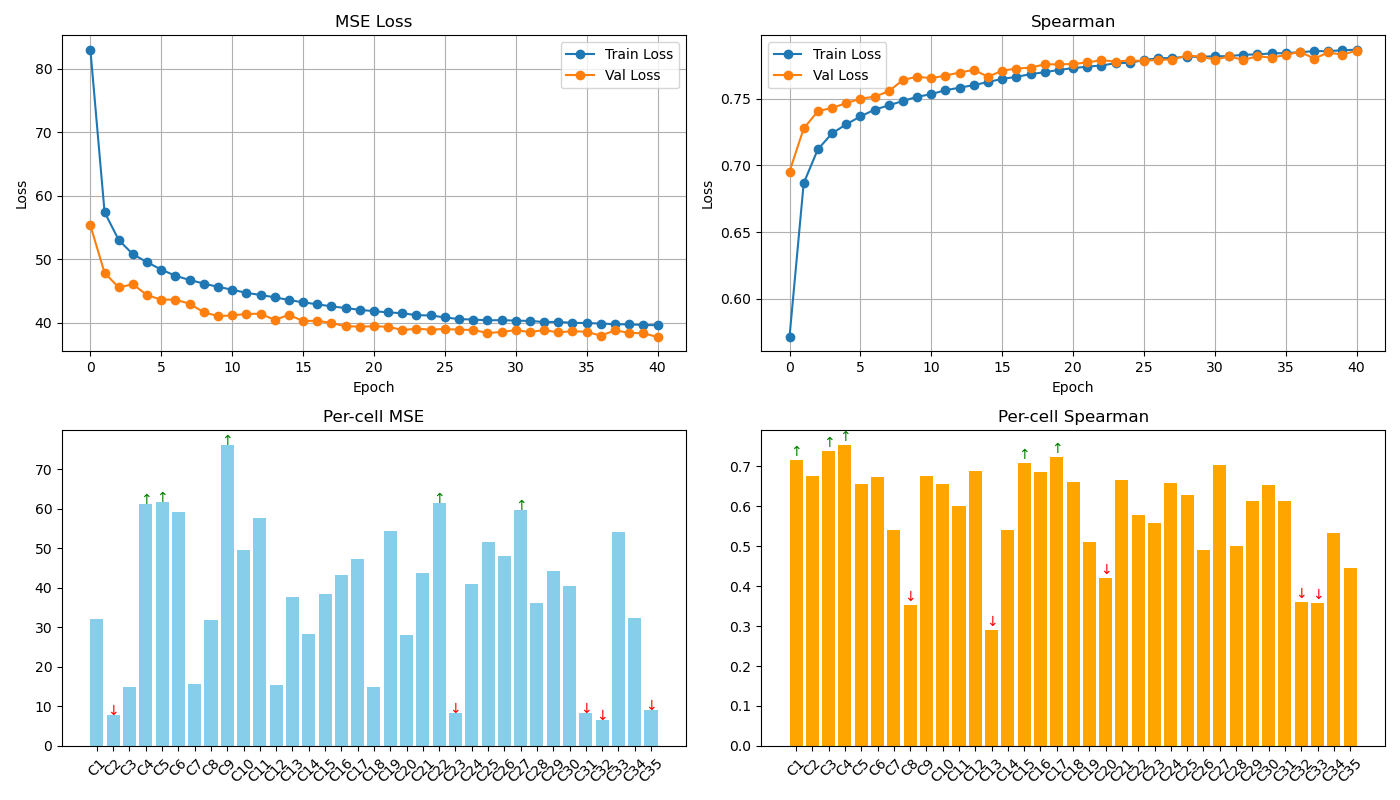 MSE Loss
Train Loss
Val Loss
80
70
60
50
40
Loss
0 5 10 15 20 25 30 35 40
Epoch
Spearman
Train Loss
Val Loss
0.75
0.70
0.65
0.60
Loss
0 5 10 15 20 25 30 35 40
Epoch
Per-cell MSE
70
60
50
40
30
20
10
0
↑ ↑ ↑ ↑ ↑
↓ ↓ ↓ ↓ ↓
C1 C2 C3 C4 C5 C6 C7 C8 C9 C10 C11 C12 C13 C14 C15 C16 C17 C18 C19 C20 C21 C22 C23 C24 C25 C26 C27 C28 C29 C30 C31 C32 C33 C34 C35
Per-cell Spearman
0.7
0.6
0.5
0.4
0.3
0.2
0.1
0.0
↑ ↑ ↑ ↑ ↑
↓ ↓ ↓ ↓ ↓
C1 C2 C3 C4 C5 C6 C7 C8 C9 C10 C11 C12 C13 C14 C15 C16 C17 C18 C19 C20 C21 C22 C23 C24 C25 C26 C27 C28 C29 C30 C31 C32 C33 C34 C35